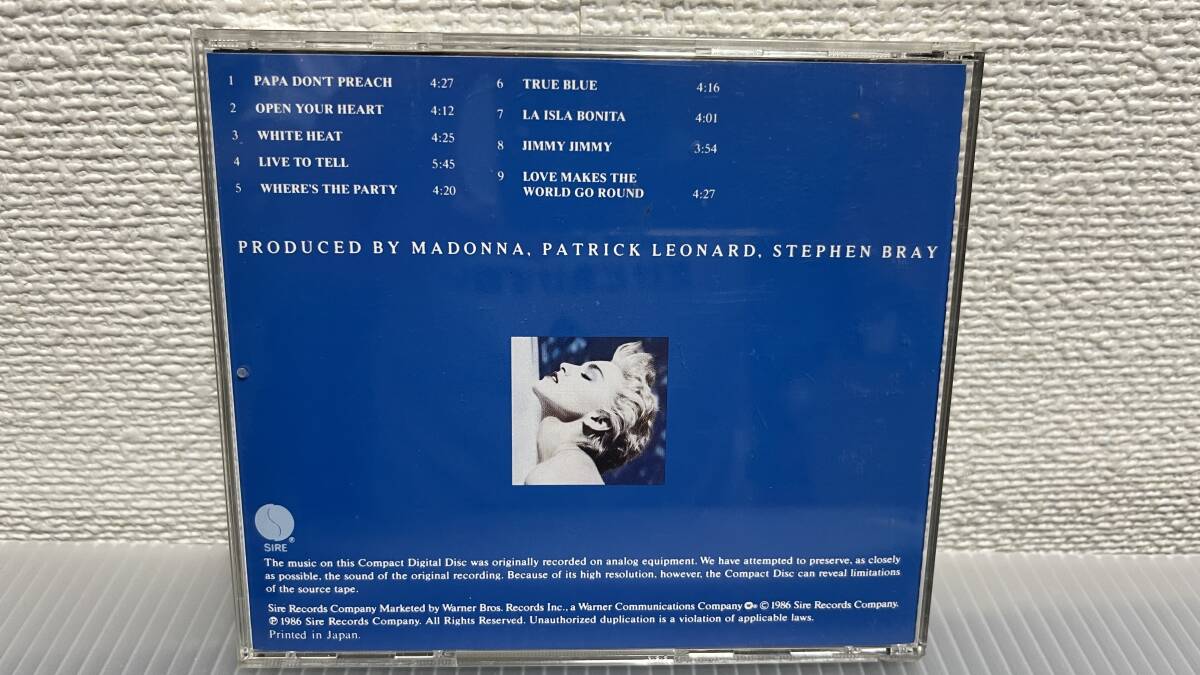 1 PAPA DON'T PREACH 4:27
2 OPEN YOUR HEART 4:12
3 WHITE HEAT 4:25
4 LIVE TO TELL 5:45
5 WHERE'S THE PARTY 4:20
6 TRUE BLUE 4:16
7 LA ISLA BONITA 4:01
8 JIMMY JIMMY 3:54
9 LOVE MAKES THE
WORLD GO ROUND 4:27
PRODUCED BY MADONNA, PATRICK LEONARD, STEPHEN BRAY
SIRE®
The music on this Compact Digital Disc was originally recorded on analog equipment. We have attempted to preserve, as closely
as possible, the sound of the original recording. Because of its high resolution, however, the Compact Disc can reveal limitations
of the source tape.
Sire Records Company Marketed by Warner Bros. Records Inc., a Warner Communications Company © 1986 Sire Records Company.
℗ 1986 Sire Records Company. All Rights Reserved. Unauthorized duplication is a violation of applicable laws.
Printed in Japan.